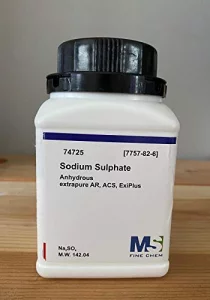 74725 [7757-82-6]
Sodium Sulphate
Anhydrous
extrapure AR, ACS, ExiPlus
Na₂SO₄
M.W. 142.04
MS
FINE CHEM